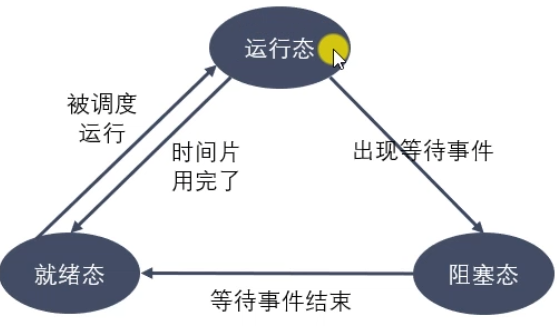 运行态
被调度
运行
时间片
用完了
出现等待事件
就绪态
阻塞态
等待事件结束